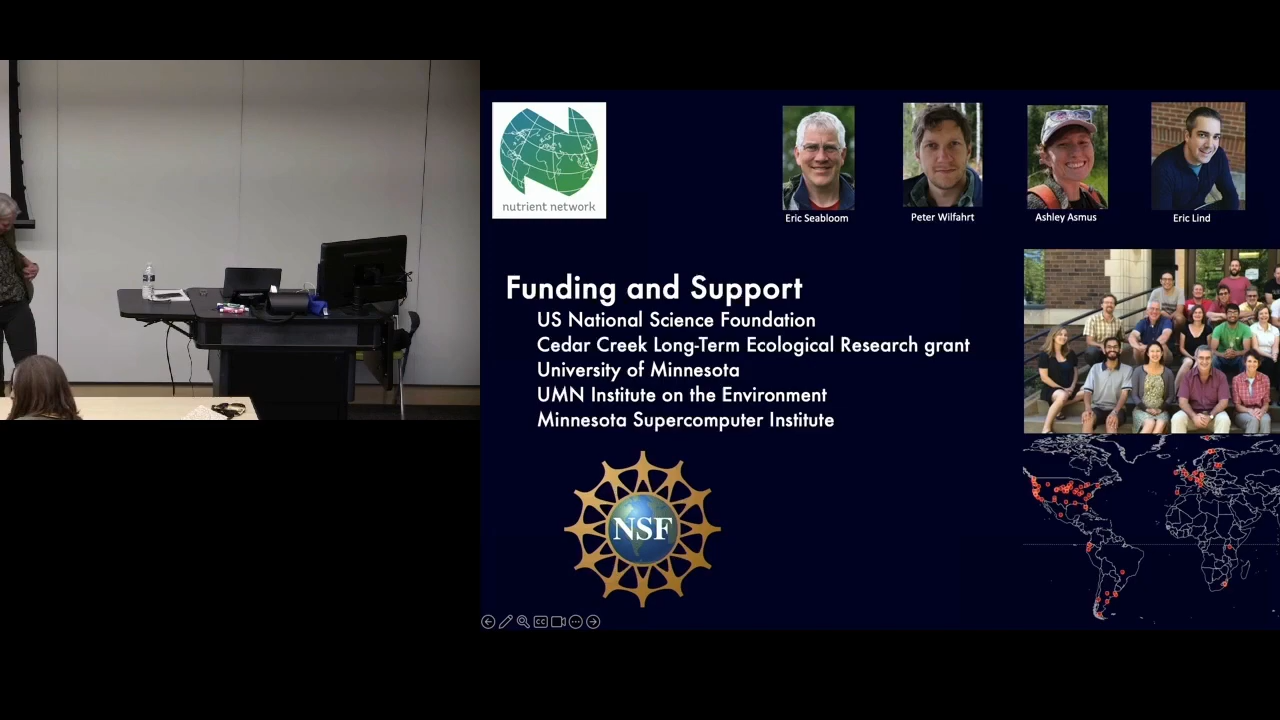 nutrient network
Eric Seabloom
Peter Wilfahrt
Ashley Asmus
Eric Lind
Funding and Support
US National Science Foundation
Cedar Creek Long-Term Ecological Research grant
University of Minnesota
UMN Institute on the Environment
Minnesota Supercomputer Institute
NSF
CC